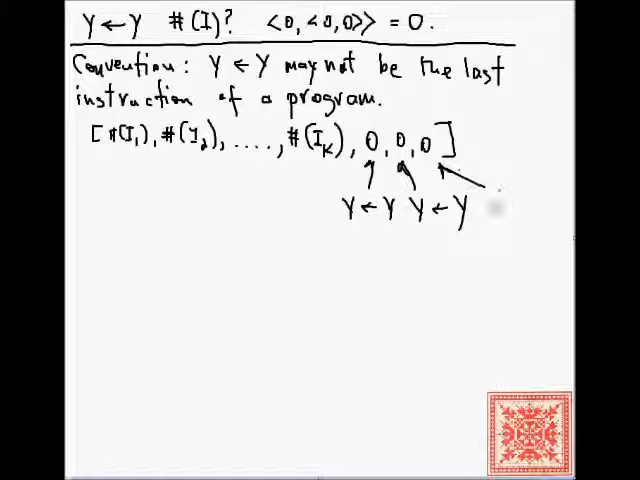 Y ← Y #(I)? <0, <0,0>> = 0.
Convention: Y ← Y may not be the last
instruction of a program.
[ #(I₁), #(I₂), ...., #(Iₖ), 0, 0, 0 ]
Y ← Y Y ← Y